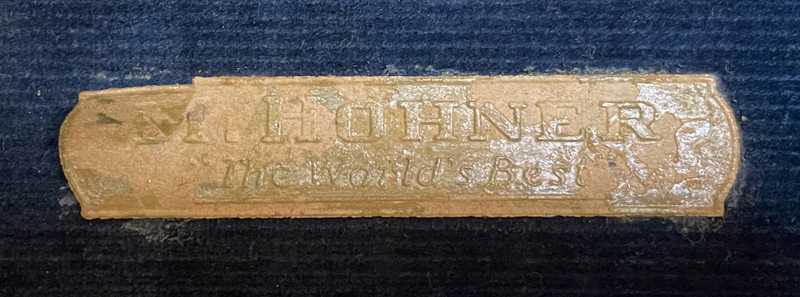 M. HOHNER
"The World's Best"